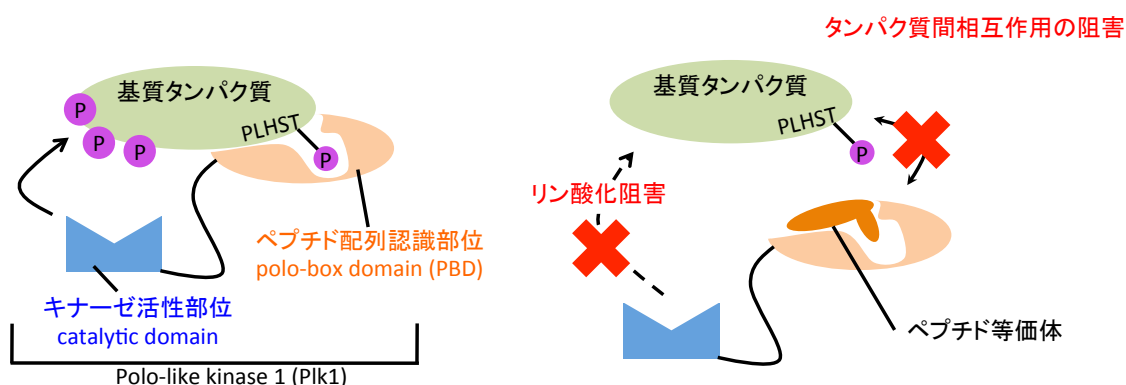 タンパク質間相互作用の阻害
基質タンパク質
PLHST
P
P
P
P
ペプチド配列認識部位
polo-box domain (PBD)
キナーゼ活性部位
catalytic domain
Polo-like kinase 1 (Plk1)
基質タンパク質
PLHST
P
リン酸化阻害
ペプチド等価体